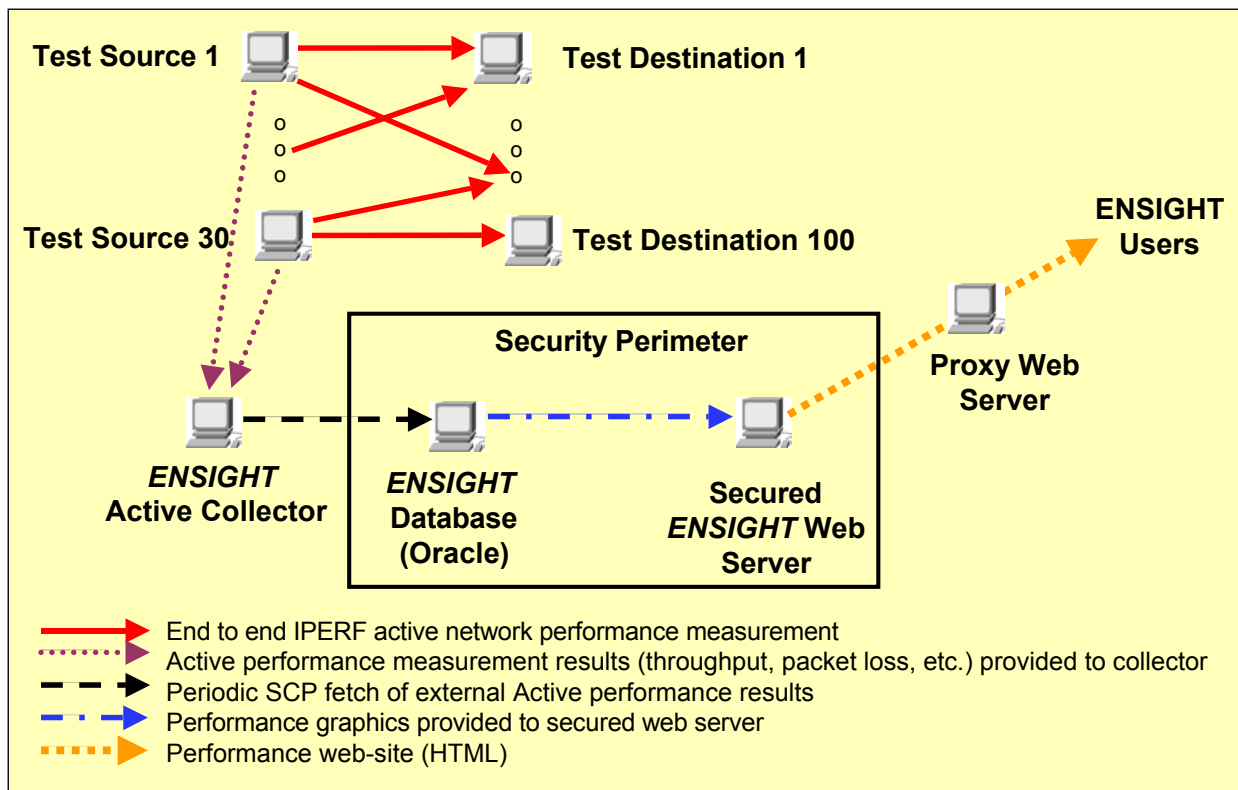 Test Source 1
Test Destination 1
o
o
o
o
o
o
Test Source 30
Test Destination 100
ENSIGHT
Users
Security Perimeter
Proxy Web
Server
ENSIGHT
Active Collector
ENSIGHT
Database
(Oracle)
Secured
ENSIGHT Web
Server
End to end IPERF active network performance measurement
Active performance measurement results (throughput, packet loss, etc.) provided to collector
Periodic SCP fetch of external Active performance results
Performance graphics provided to secured web server
Performance web-site (HTML)